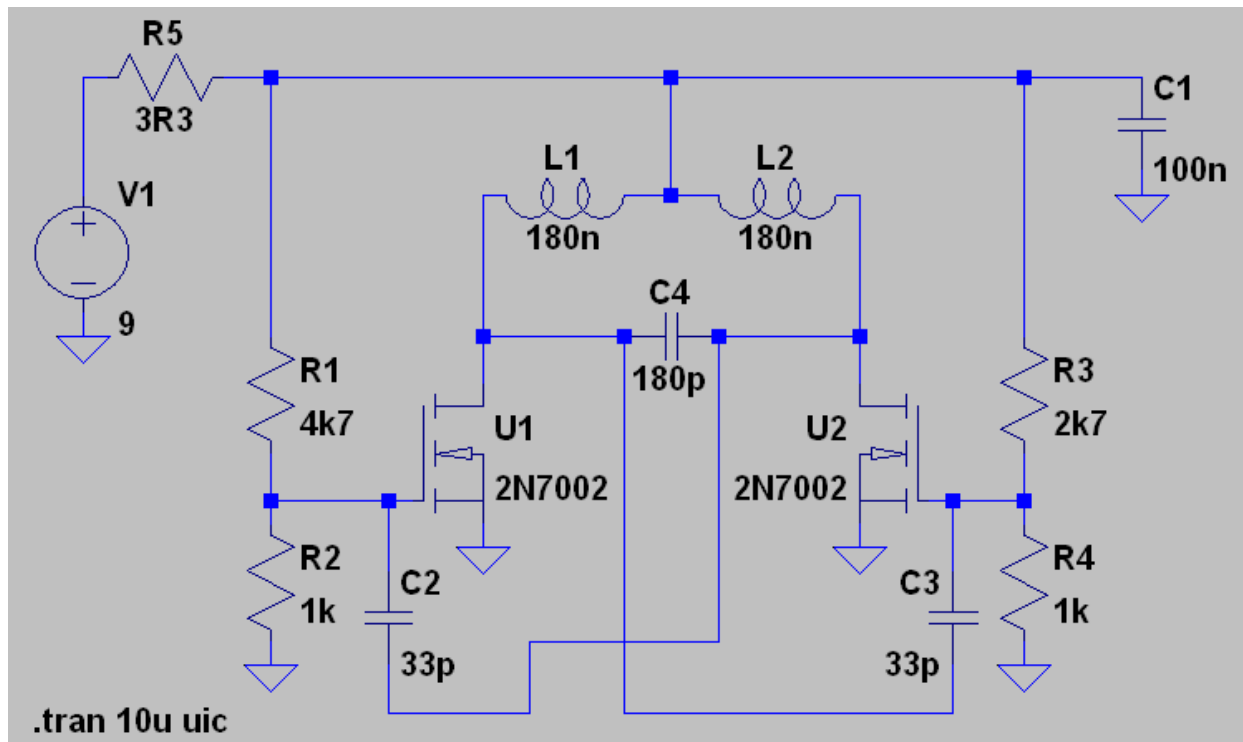 R5
3R3
C1
100n
L1
180n
L2
180n
V1
+
-
9
C4
180p
R1
4k7
R3
2k7
U1
2N7002
U2
2N7002
R2
1k
C2
33p
C3
33p
R4
1k
.tran 10u uic